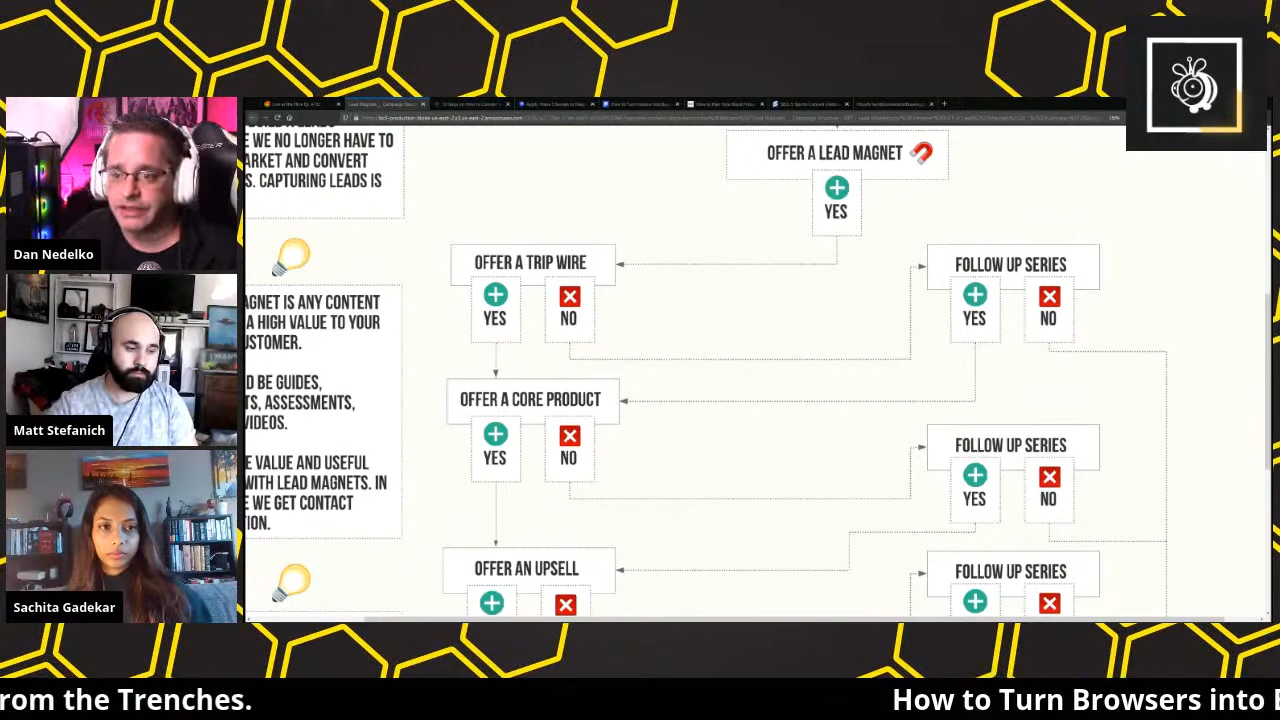 Dan Nedelko
Matt Stefanich
Sachita Gadekar
E WE NO LONGER HAVE TO
ARKET AND CONVERT
S. CAPTURING LEADS IS
AGNET IS ANY CONTENT
A HIGH VALUE TO YOUR
USTOMER.
D BE GUIDES,
TS, ASSESSMENTS,
VIDEOS.
E VALUE AND USEFUL
WITH LEAD MAGNETS. IN
E WE GET CONTACT
TION.
OFFER A LEAD MAGNET
YES
OFFER A TRIP WIRE
YES
NO
FOLLOW UP SERIES
YES
NO
OFFER A CORE PRODUCT
YES
NO
FOLLOW UP SERIES
YES
NO
OFFER AN UPSELL
FOLLOW UP SERIES
rom the Trenches.
How to Turn Browsers into